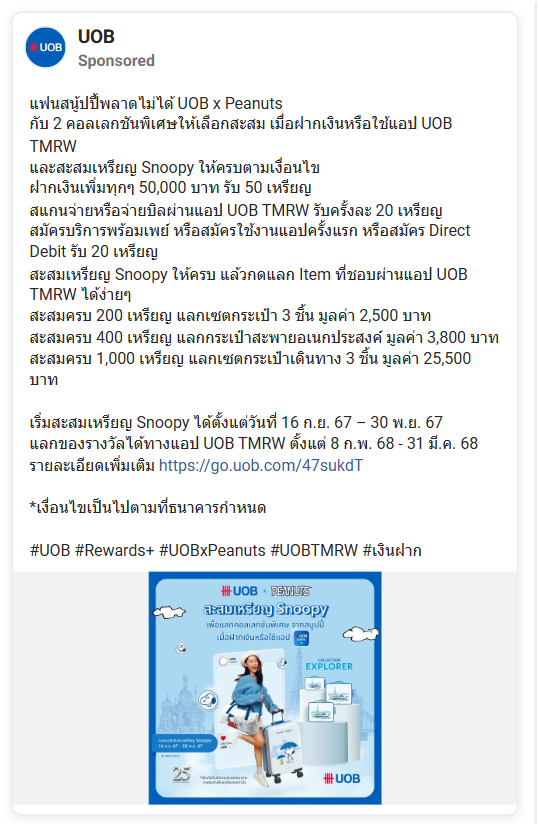 UOB
Sponsored
แฟนสนู้ปปี้พลาดไม่ได้ UOB x Peanuts
กับ 2 คอลเลกชันพิเศษให้เลือกสะสม เมื่อฝากเงินหรือใช้แอป UOB
TMRW
และสะสมเหรียญ Snoopy ให้ครบตามเงื่อนไข
ฝากเงินเพิ่มทุกๆ 50,000 บาท รับ 50 เหรียญ
สแกนจ่ายหรือจ่ายบิลผ่านแอป UOB TMRW รับครั้งละ 20 เหรียญ
สมัครบริการพร้อมเพย์ หรือสมัครใช้งานแอปครั้งแรก หรือสมัคร Direct
Debit รับ 20 เหรียญ
สะสมเหรียญ Snoopy ให้ครบ แล้วกดแลก Item ที่ชอบผ่านแอป UOB
TMRW ได้ง่ายๆ
สะสมครบ 200 เหรียญ แลกเซตกระเป๋า 3 ชิ้น มูลค่า 2,500 บาท
สะสมครบ 400 เหรียญ แลกกระเป๋าสะพายอเนกประสงค์ มูลค่า 3,800 บาท
สะสมครบ 1,000 เหรียญ แลกเซตกระเป๋าเดินทาง 3 ชิ้น มูลค่า 25,500
บาท
เริ่มสะสมเหรียญ Snoopy ได้ตั้งแต่วันที่ 16 ก.ย. 67 – 30 พ.ย. 67
แลกของรางวัลได้ทางแอป UOB TMRW ตั้งแต่ 8 ก.พ. 68 - 31 มี.ค. 68
รายละเอียดเพิ่มเติม https://go.uob.com/47sukdT
*เงื่อนไขเป็นไปตามที่ธนาคารกำหนด
#UOB #Rewards+ #UOBxPeanuts #UOBTMRW #เงินฝาก
UOB x PEANUTS
สะสมเหรียญ Snoopy
เพื่อแลกคอลเลกชันพิเศษ จากสนูปปี้
เมื่อฝากเงินหรือใช้แอป
COLLECTION
EXPLORER
16 ก.ย. 67 - 30 พ.ย. 67
25
UOB